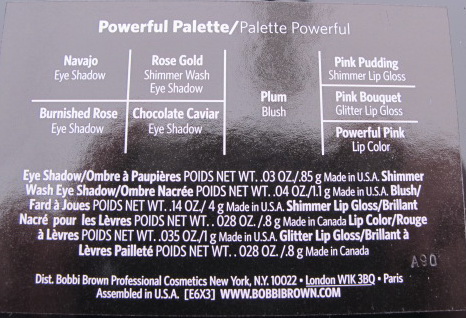 Powerful Palette/Palette Powerful
Navajo
Eye Shadow
Rose Gold
Shimmer Wash
Eye Shadow
Burnished Rose
Eye Shadow
Chocolate Caviar
Eye Shadow
Plum
Blush
Pink Pudding
Shimmer Lip Gloss
Pink Bouquet
Glitter Lip Gloss
Powerful Pink
Lip Color
Eye Shadow/Ombre à Paupières POIDS NET WT. .03 OZ./.85 g Made in U.S.A. Shimmer
Wash Eye Shadow/Ombre Nacrée POIDS NET WT. .04 OZ/1.1 g Made in U.S.A. Blush/
Fard à Joues POIDS NET WT. .14 OZ/ 4 g Made in U.S.A. Shimmer Lip Gloss/Brillant
Nacré pour les Lèvres POIDS NET WT. . 028 OZ /.8 g Made in Canada Lip Color/Rouge
à Lèvres POIDS NET WT. .035 OZ/1 g Made in U.S.A. Glitter Lip Gloss/Brillant à
Lèvres Pailleté POIDS NET WT. . 028 OZ /.8 g Made in Canada
A90
Dist. Bobbi Brown Professional Cosmetics New York, N.Y. 10022 • London W1K 3BQ • Paris
Assembled in U.S.A. [E6X3] WWW.BOBBIBROWN.COM